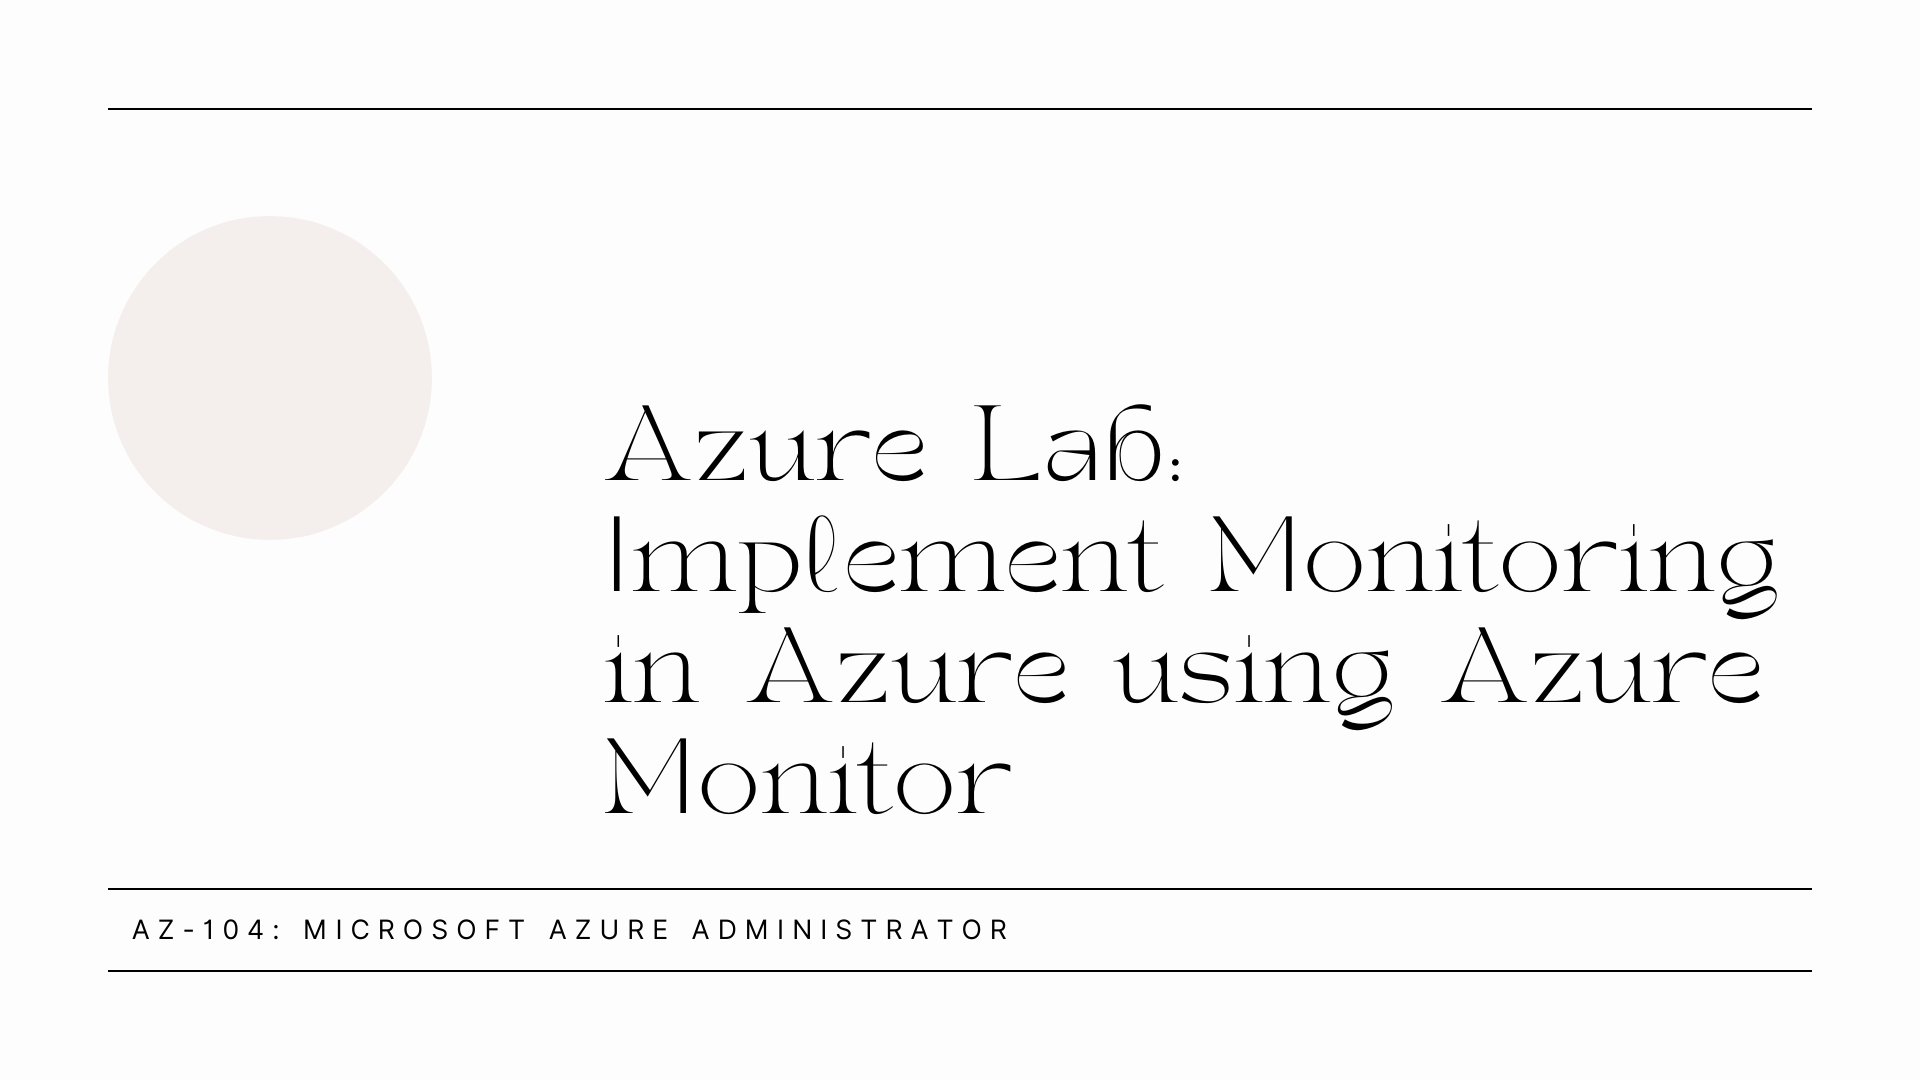 Azure Lab:
Implement Monitoring
in Azure using Azure
Monitor
AZ-104: MICROSOFT AZURE ADMINISTRATOR